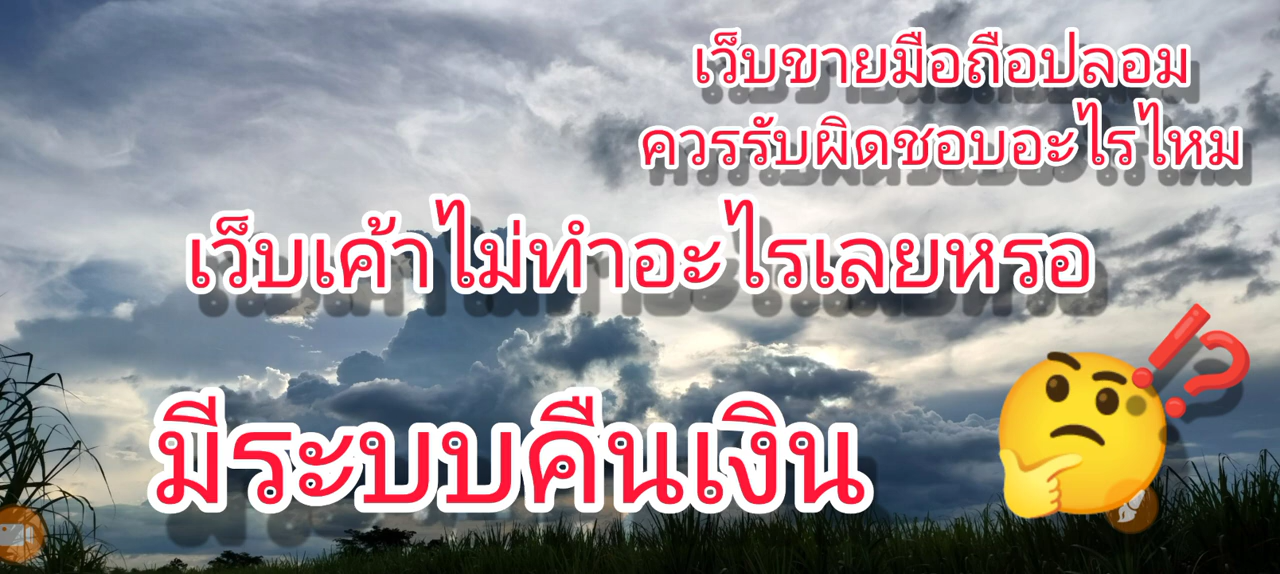 เว็บขายมือถือปลอม
ควรรับผิดชอบอะไรไหม
เว็บเค้าไม่ทำอะไรเลยหรอ
มีระบบคืนเงิน